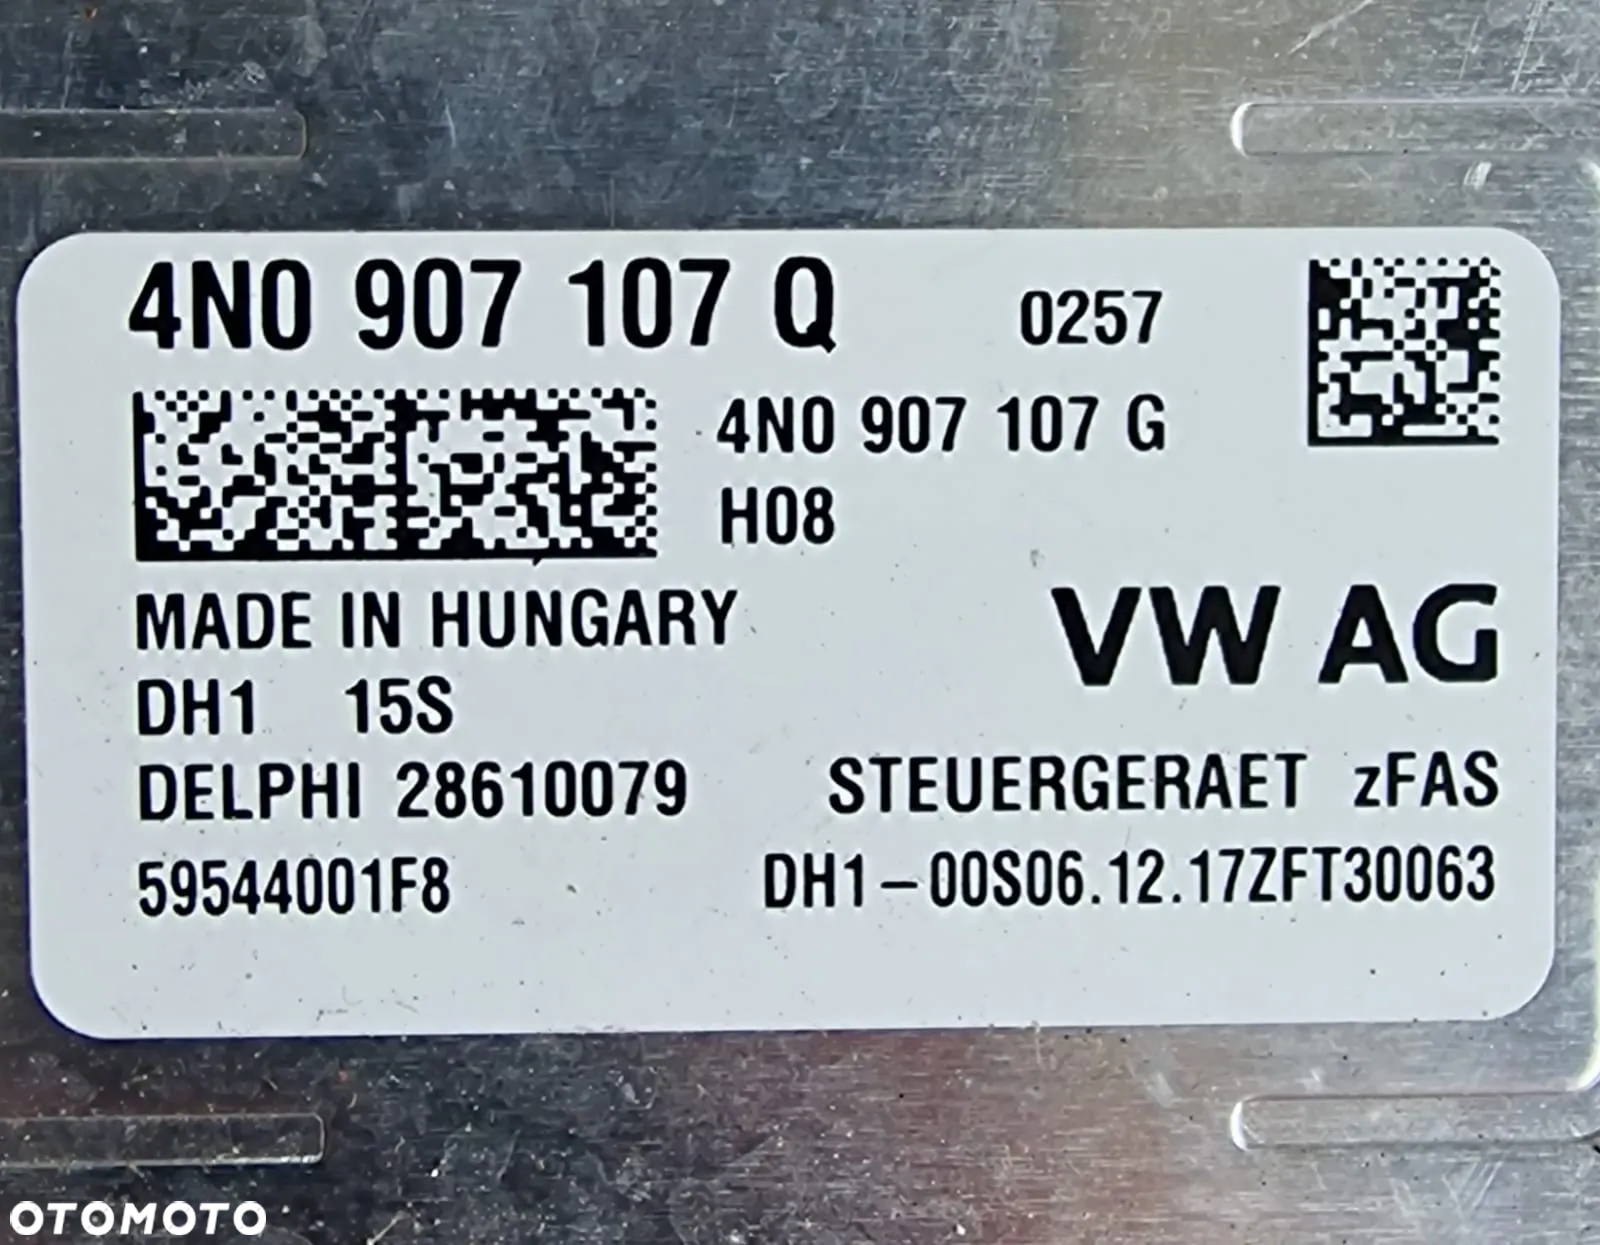 4N0 907 107 Q 0257
4N0 907 107 G
H08
MADE IN HUNGARY
VW AG
DH1 15S
DELPHI 28610079
STEUERGERAET zFAS
59544001F8
DH1-00S06.12.17ZFT30063
OTOMOTO